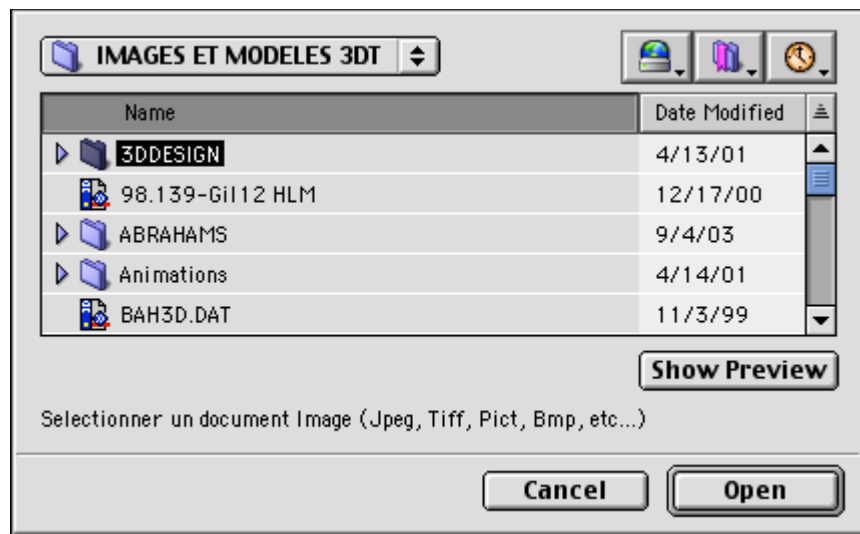 IMAGES ET MODELES 3DT
Name Date Modified
3DDESIGN 4/13/01
98.139-Gil12 HLM 12/17/00
ABRAHAMS 9/4/03
Animations 4/14/01
BAH3D.DAT 11/3/99
Show Preview
Selectionner un document Image (Jpeg, Tiff, Pict, Bmp, etc...)
Cancel Open